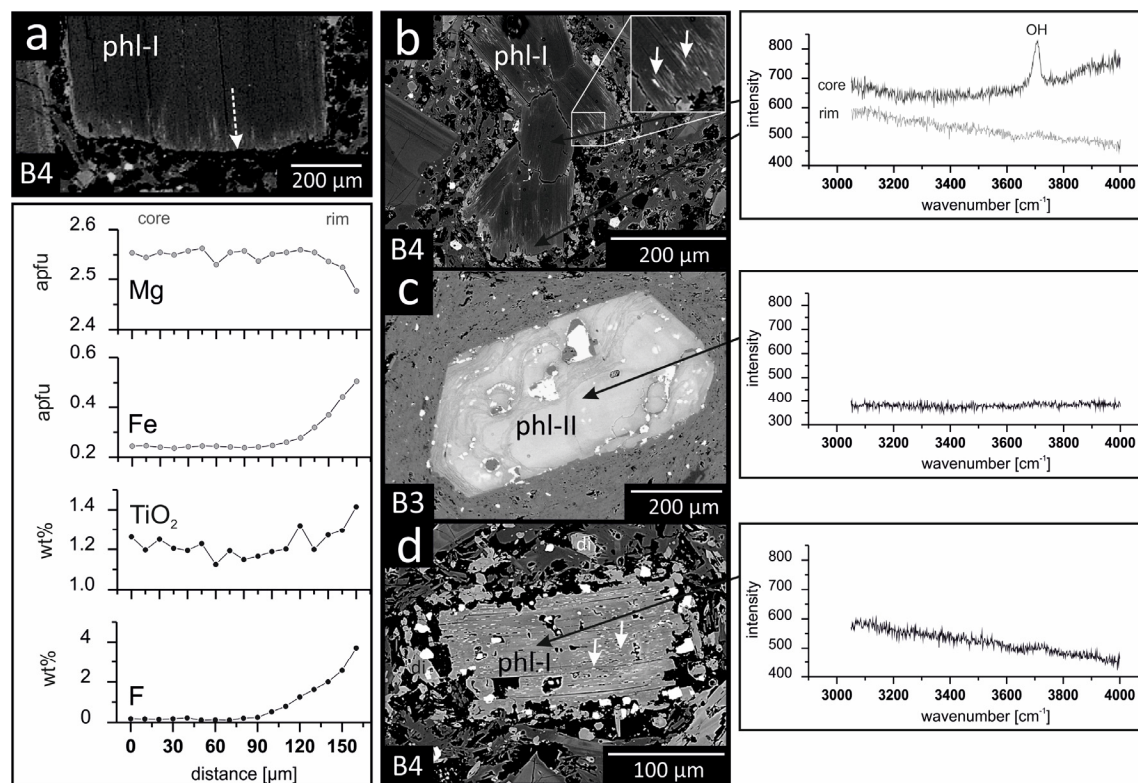 a
phl-I
B4
200 µm
core
rim
2.6
2.5
2.4
apfu
Mg
0.6
0.4
0.2
apfu
Fe
1.4
1.2
1.0
wt%
TiO₂
4
2
0
wt%
F
0
30
60
90
120
150
distance [µm]
b
phl-I
B4
200 µm
c
phl-II
B3
200 µm
d
di
phl-I
di
B4
100 µm
OH
800
700
600
500
400
intensity
core
rim
3000
3200
3400
3600
3800
4000
wavenumber [cm⁻¹]
800
700
600
500
400
300
intensity
3000
3200
3400
3600
3800
4000
wavenumber [cm⁻¹]
800
700
600
500
400
intensity
3000
3200
3400
3600
3800
4000
wavenumber [cm⁻¹]